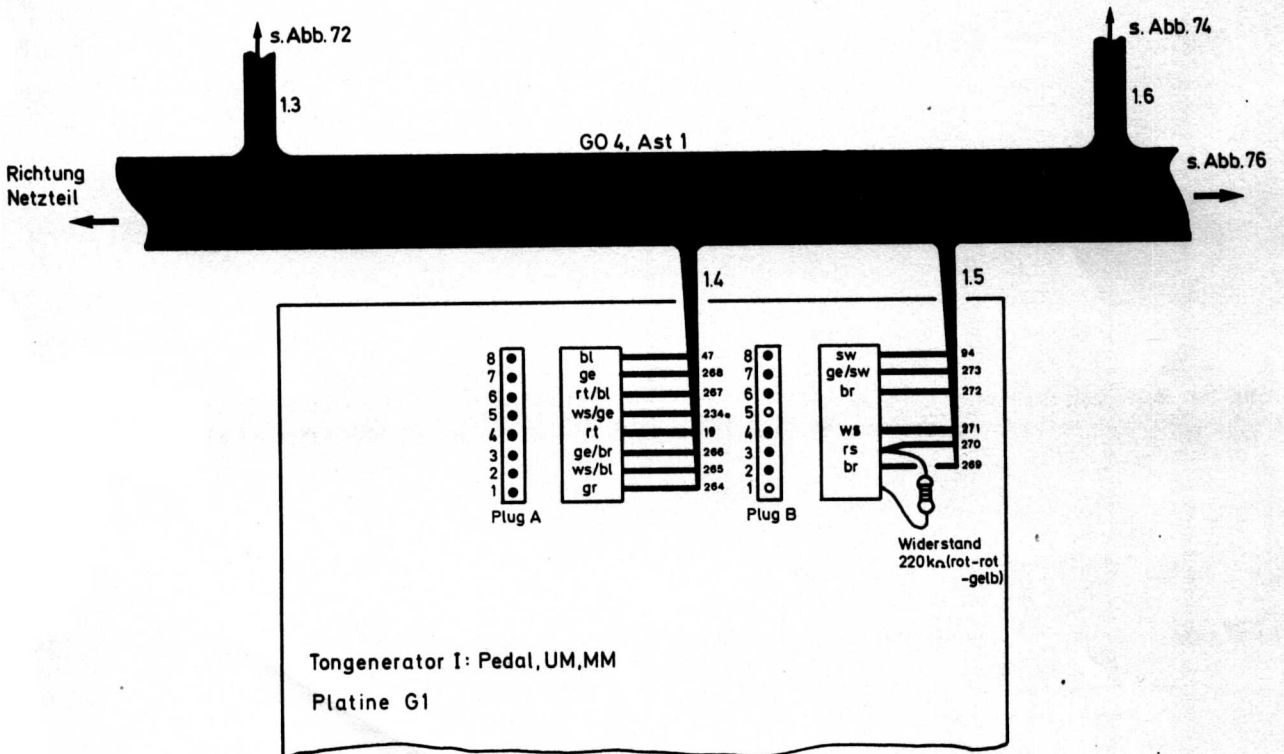 s. Abb. 72
s. Abb. 74
1.3
1.6
GO 4, Ast 1
Richtung
Netzteil
s. Abb. 76
1.4
1.5
8
7
6
5
4
3
2
1
Plug A
bl
ge
rt/bl
ws/ge
rt
ge/br
ws/bl
gr
47
268
267
234e
19
266
265
264
8
7
6
5
4
3
2
1
Plug B
sw
ge/sw
br
ws
rs
br
94
273
272
271
270
269
Widerstand
220 kΩ (rot-rot
-gelb)
Tongenerator I: Pedal, UM, MM
Platine G1